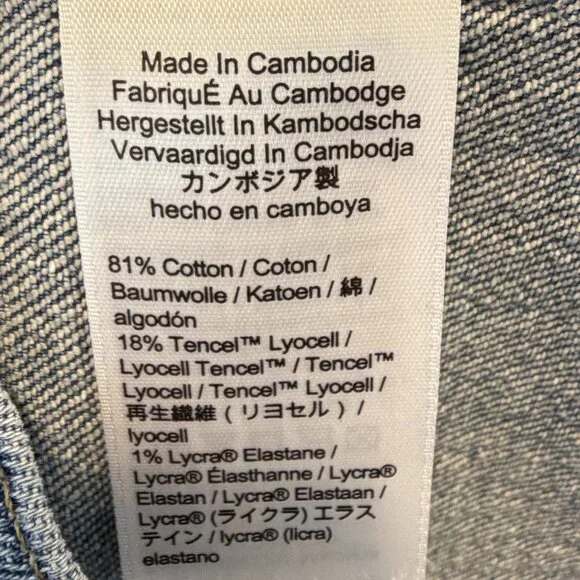 Made In Cambodia
FabriquÉ Au Cambodge
Hergestellt In Kambodscha
Vervaardigd In Cambodja
カンボジア製
hecho en camboya
81% Cotton / Coton /
Baumwolle / Katoen / 綿 /
algodón
18% Tencel™ Lyocell /
Lyocell Tencel™ / Tencel™
Lyocell / Tencel™ Lyocell /
再生繊維 ( リヨセル ) /
lyocell
1% Lycra® Elastane /
Lycra® Élasthanne / Lycra®
Elastan / Lycra® Elastaan /
Lycra® (ライクラ) エラス
テイン / lycra® (licra)
elastano